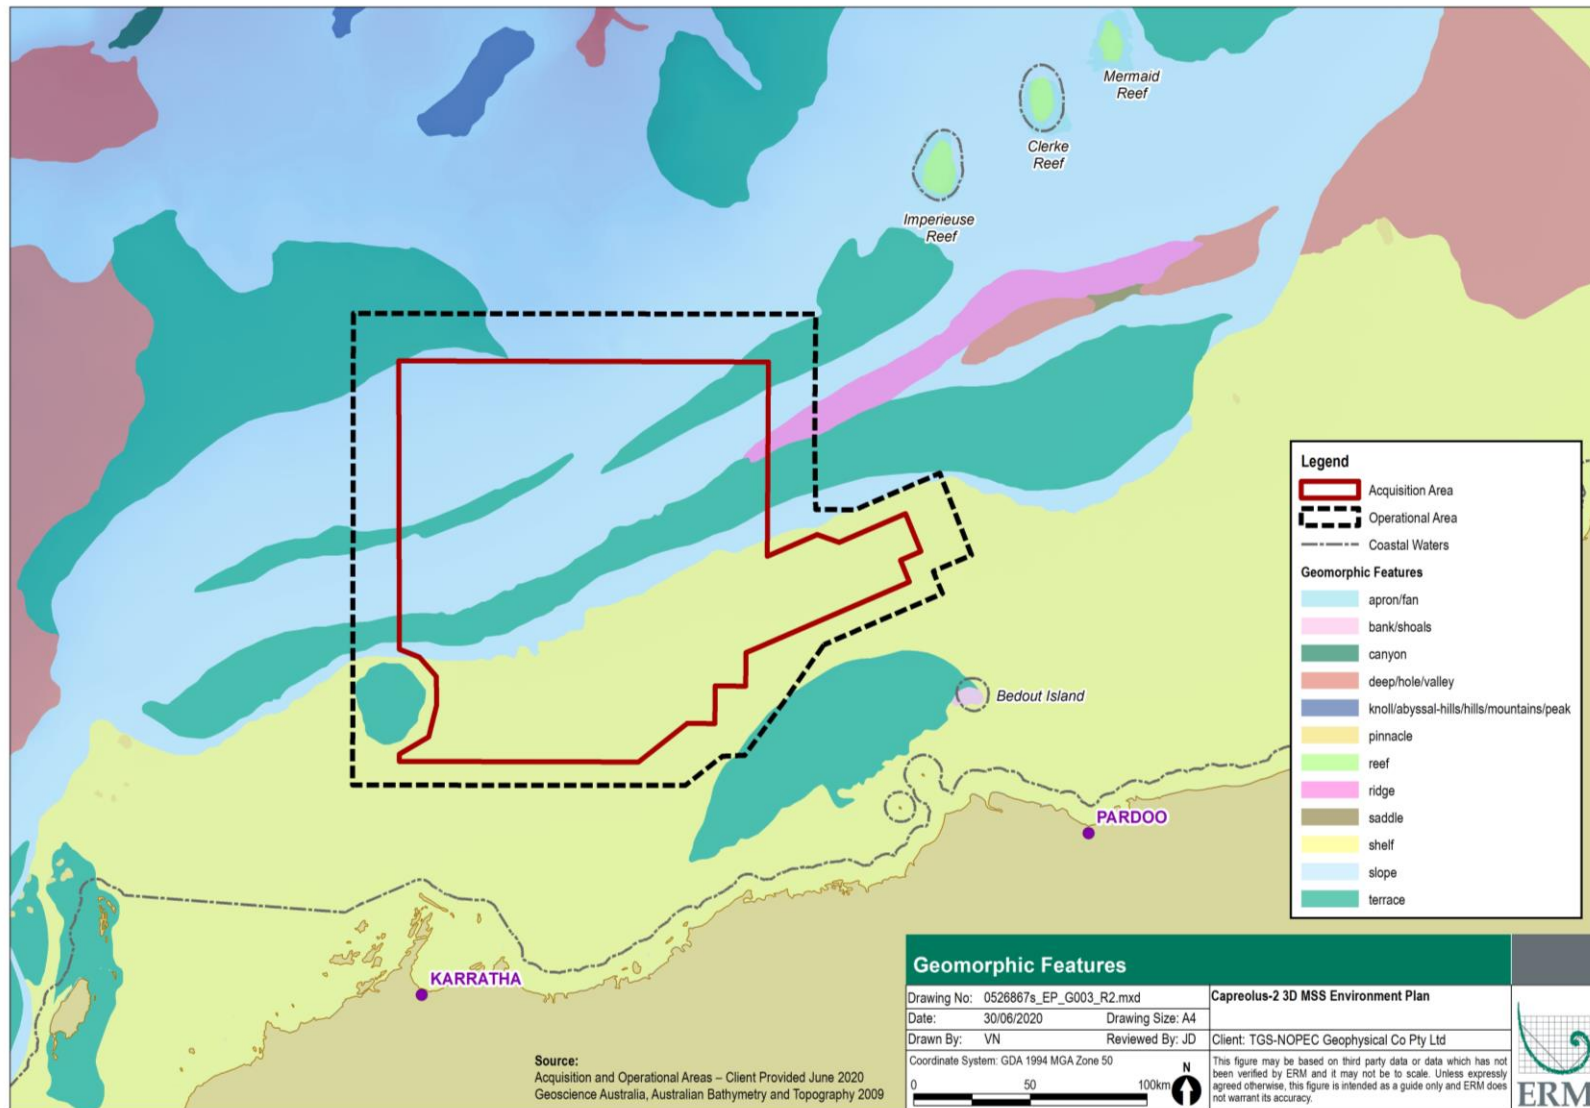 Mermaid
Reef
Clerke
Reef
Imperieuse
Reef
Bedout Island
PARDOO
KARRATHA
Legend
Acquisition Area
Operational Area
Coastal Waters
Geomorphic Features
apron/fan
bank/shoals
canyon
deep/hole/valley
knoll/abyssal-hills/hills/mountains/peak
pinnacle
reef
ridge
saddle
shelf
slope
terrace
Source:
Acquisition and Operational Areas – Client Provided June 2020
Geoscience Australia, Australian Bathymetry and Topography 2009
Geomorphic Features
Drawing No: 0526867s_EP_G003_R2.mxd
Date: 30/06/2020 Drawing Size: A4
Drawn By: VN Reviewed By: JD
Coordinate System: GDA 1994 MGA Zone 50
0 50 100km
N
Capreolus-2 3D MSS Environment Plan
Client: TGS-NOPEC Geophysical Co Pty Ltd
This figure may be based on third party data or data which has not
been verified by ERM and it may not be to scale. Unless expressly
agreed otherwise, this figure is intended as a guide only and ERM does
not warrant its accuracy.
ERM